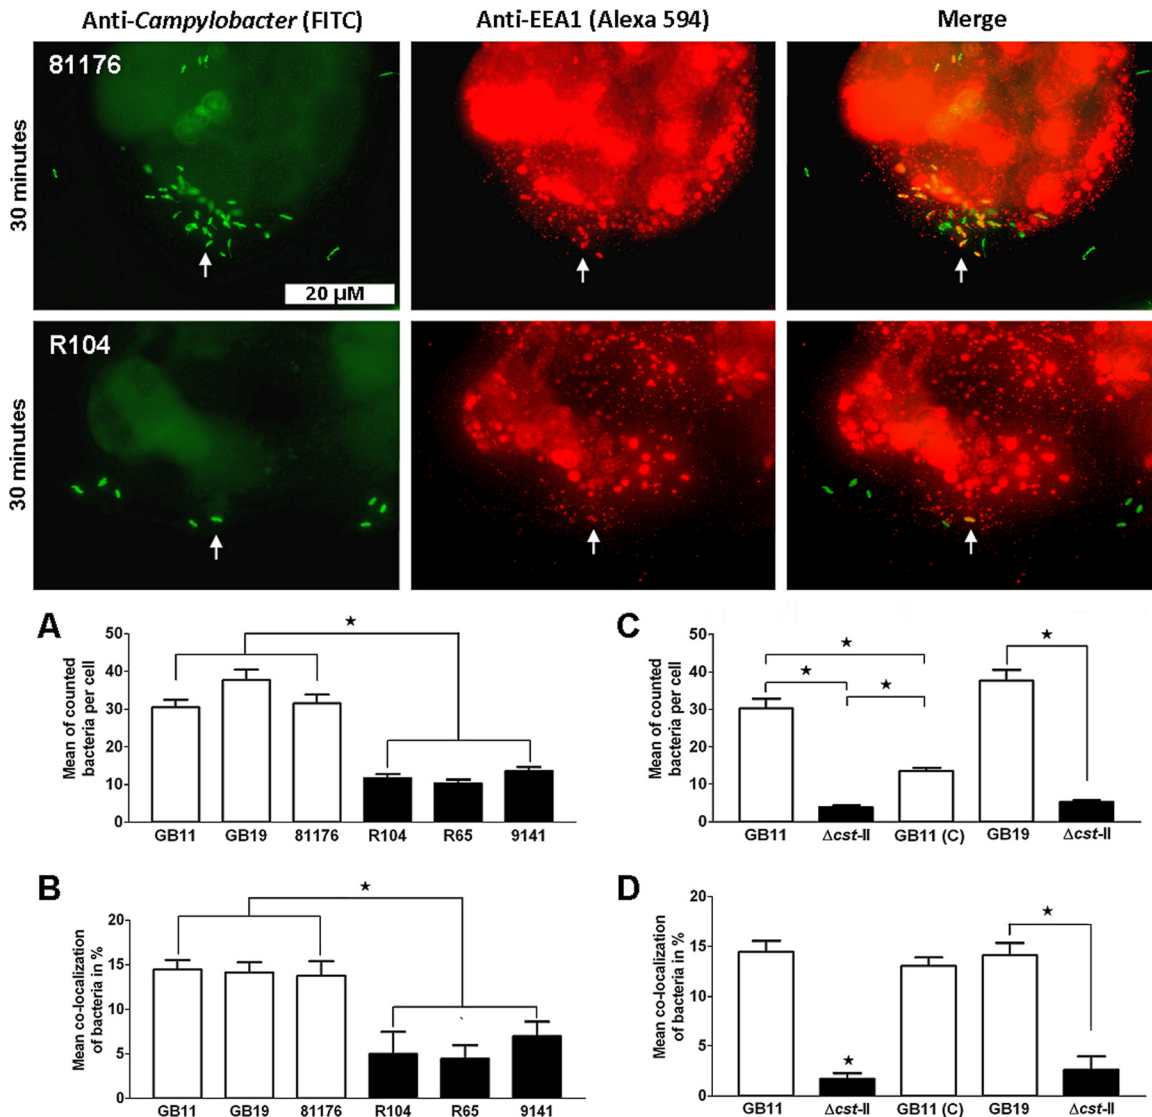 Anti-Campylobacter (FITC)
Anti-EEA1 (Alexa 594)
Merge
30 minutes
81176
20 µM
30 minutes
R104
A
Mean of counted
bacteria per cell
50
40
30
20
10
0
★
GB11 GB19 81176 R104 R65 9141
C
Mean of counted
bacteria per cell
50
40
30
20
10
0
★
★
★
★
GB11 Δcst-II GB11 (C) GB19 Δcst-II
B
Mean co-localization
of bacteria in %
20
15
10
5
0
★
GB11 GB19 81176 R104 R65 9141
D
Mean co-localization
of bacteria in %
20
15
10
5
0
★
★
GB11 Δcst-II GB11 (C) GB19 Δcst-II